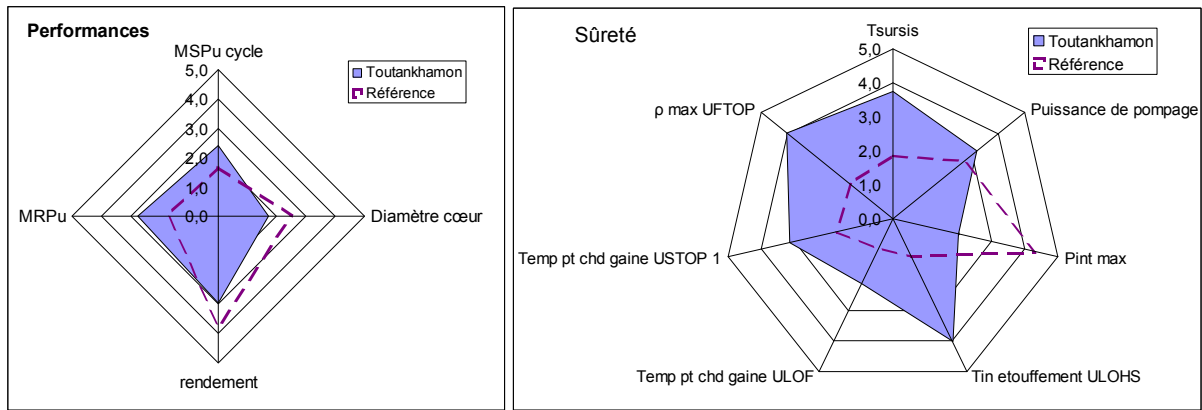 Performances
MSPu cycle
5,0
4,0
3,0
2,0
1,0
0,0
Toutankhamon
Référence
MRPu
Diamètre cœur
rendement
Sûreté
Tsursis
5,0
4,0
3,0
2,0
1,0
0,0
Toutankhamon
Référence
ρ max UFTOP
Puissance de pompage
Temp pt chd gaine USTOP 1
Pint max
Temp pt chd gaine ULOF
Tin etouffement ULOHS